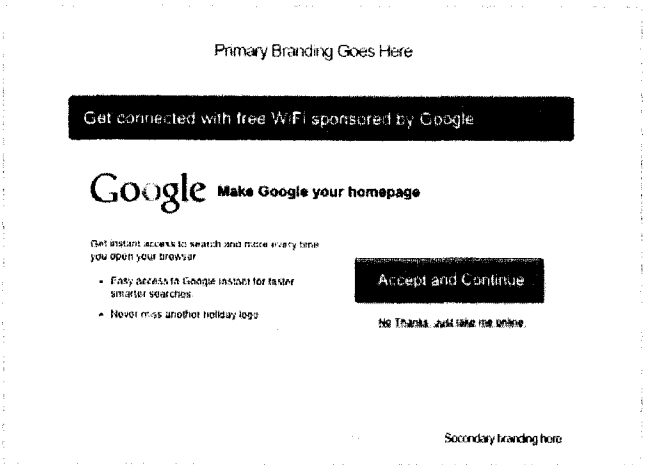 Primary Branding Goes Here
Get connected with free WiFi sponsored by Google
Google Make Google your homepage
Get instant access to search and more every time
you open your browser
• Easy access to Google Instant for faster
smarter searches
• Never miss another holiday logo
Accept and Continue
No Thanks. Just take me online.
Secondary branding here